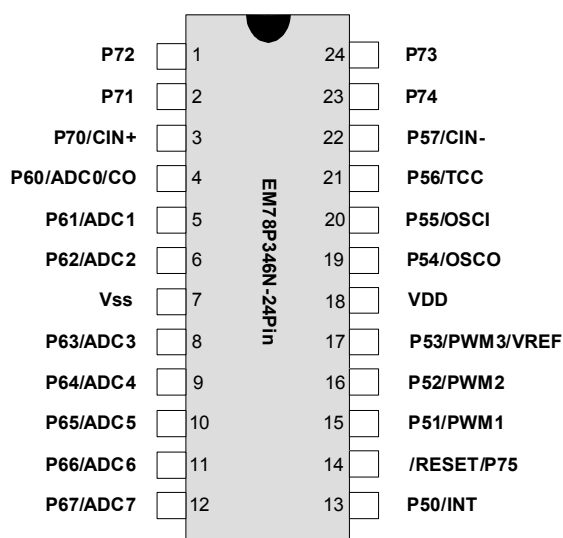 P72 1 24 P73
P71 2 23 P74
P70/CIN+ 3 22 P57/CIN-
P60/ADC0/CO 4 21 P56/TCC
P61/ADC1 5 20 P55/OSCI
P62/ADC2 6 19 P54/OSCO
Vss 7 18 VDD
P63/ADC3 8 17 P53/PWM3/VREF
P64/ADC4 9 16 P52/PWM2
P65/ADC5 10 15 P51/PWM1
P66/ADC6 11 14 /RESET/P75
P67/ADC7 12 13 P50/INT
EM78P346N-24Pin